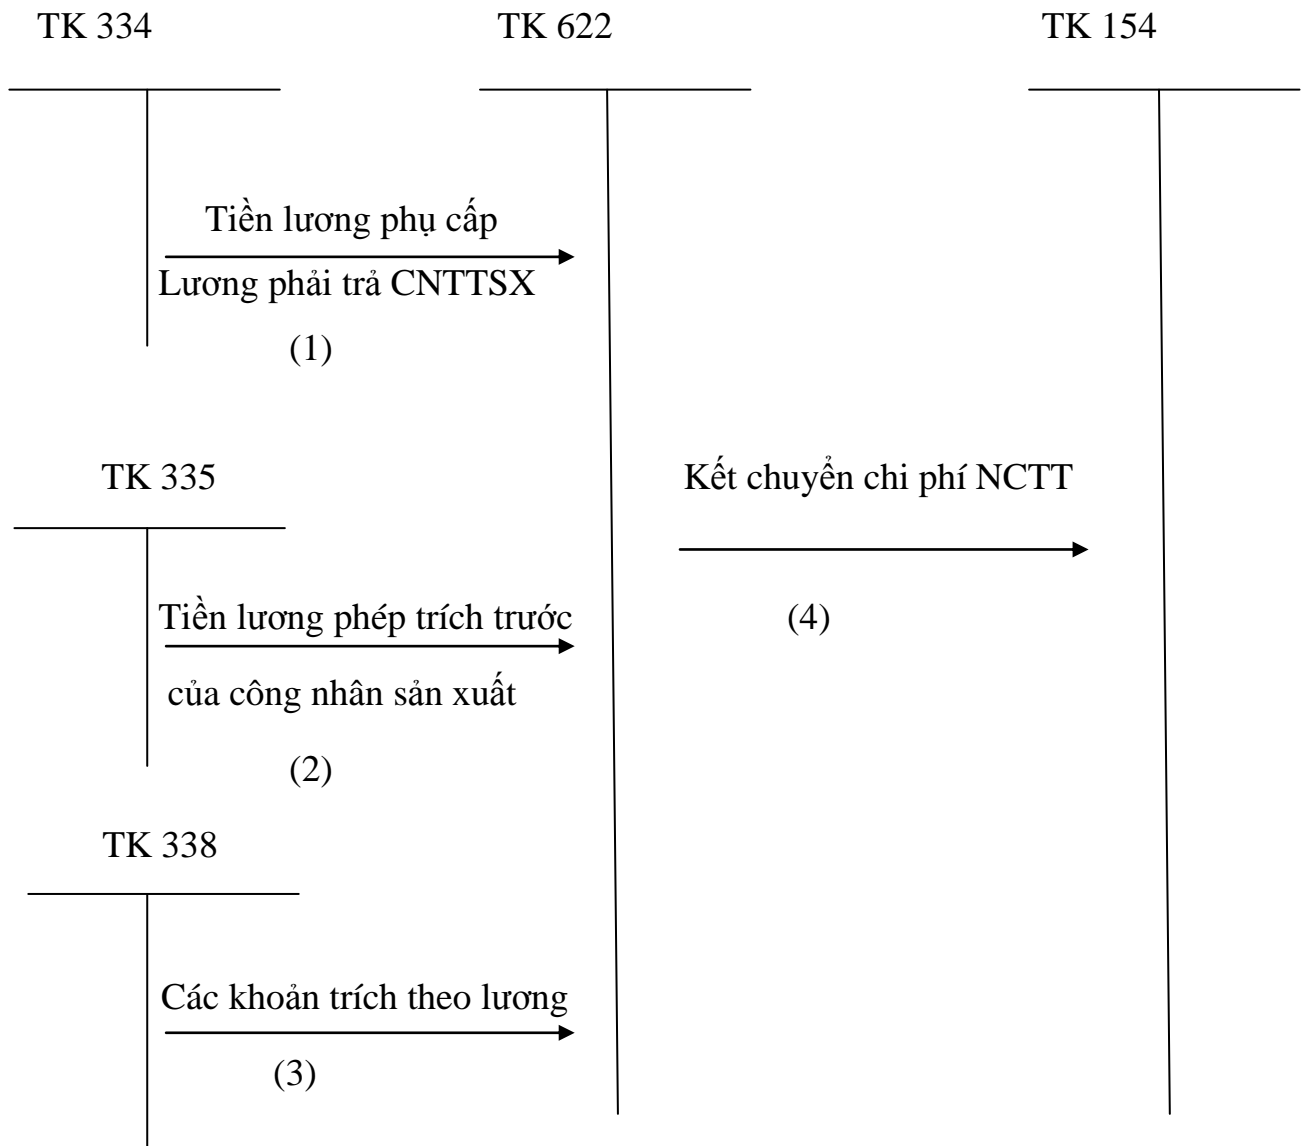 TK 334
TK 622
TK 154
Tiền lương phụ cấp
Lương phải trả CNTTSX
(1)
TK 335
Kết chuyển chi phí NCTT
Tiền lương phép trích trước
(4)
của công nhân sản xuất
(2)
TK 338
Các khoản trích theo lương
(3)